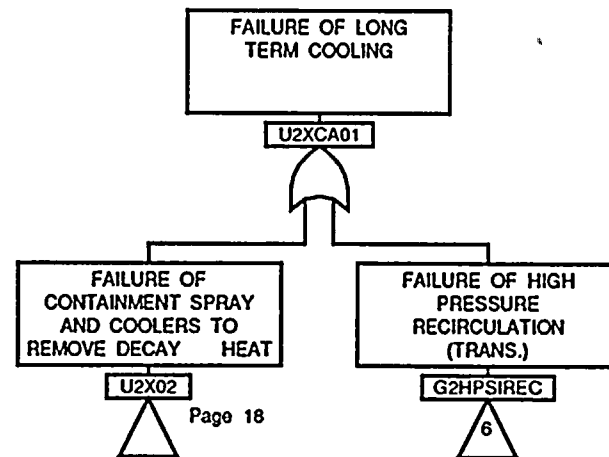 FAILURE OF LONG
TERM COOLING
U2XCA01
FAILURE OF
CONTAINMENT SPRAY
AND COOLERS TO
REMOVE DECAY HEAT
U2X02
Page 18
FAILURE OF HIGH
PRESSURE
RECIRCULATION
(TRANS.)
G2HPSIREC
6